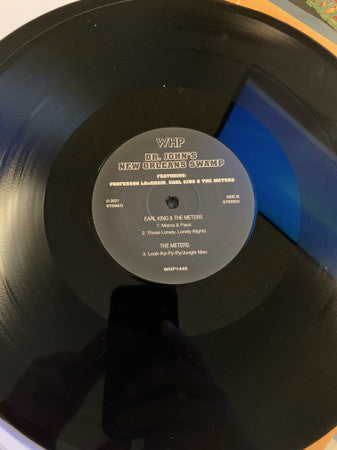 WHP
DR. JOHN'S
NEW ORLEANS SWAMP
FEATURING:
PROFESSOR LONGHAIR, EARL KING & THE METERS
© 2021 SIDE D
STEREO STEREO
EARL KING & THE METERS
1. Mama & Papa
2. Those Lonely, Lonely Nights
THE METERS
3. Look-Ka-Py-Py/Jungle Man
WHP1448